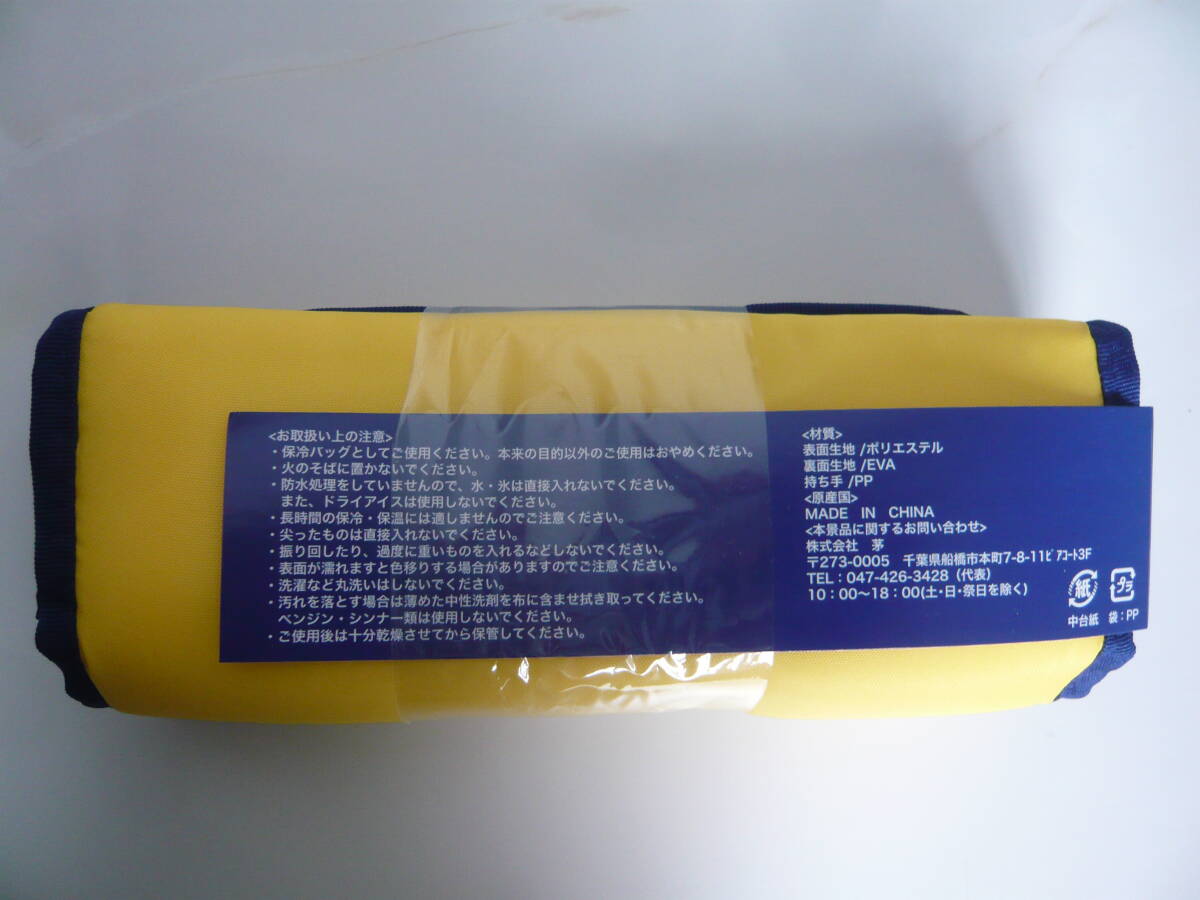 <お取扱い上の注意>
・保冷バッグとしてご使用ください。本来の目的以外のご使用はおやめください。
・火のそばに置かないでください。
・防水処理をしていませんので、水・氷は直接入れないでください。
また、ドライアイスは使用しないでください。
・長時間の保冷・保温には適しませんのでご注意ください。
・尖ったものは直接入れないでください。
・振り回したり、過度に重いものを入れるなどしないでください。
・表面が濡れますと色移りする場合がありますのでご注意ください。
・洗濯など丸洗いはしないでください。
・汚れを落とす場合は薄めた中性洗剤を布に含ませ拭き取ってください。
ベンジン・シンナー類は使用しないでください。
・ご使用後は十分乾燥させてから保管してください。
<材質>
表面生地/ポリエステル
裏面生地/EVA
持ち手/PP
<原産国>
MADE IN CHINA
<本景品に関するお問い合わせ>
株式会社 茅
〒273-0005 千葉県船橋市本町7-8-11ﾋﾟｱｺｰﾄ3F
TEL：047-426-3428（代表）
10：00〜18：00(土・日・祭日を除く)
紙 プラ
中台紙 袋：PP